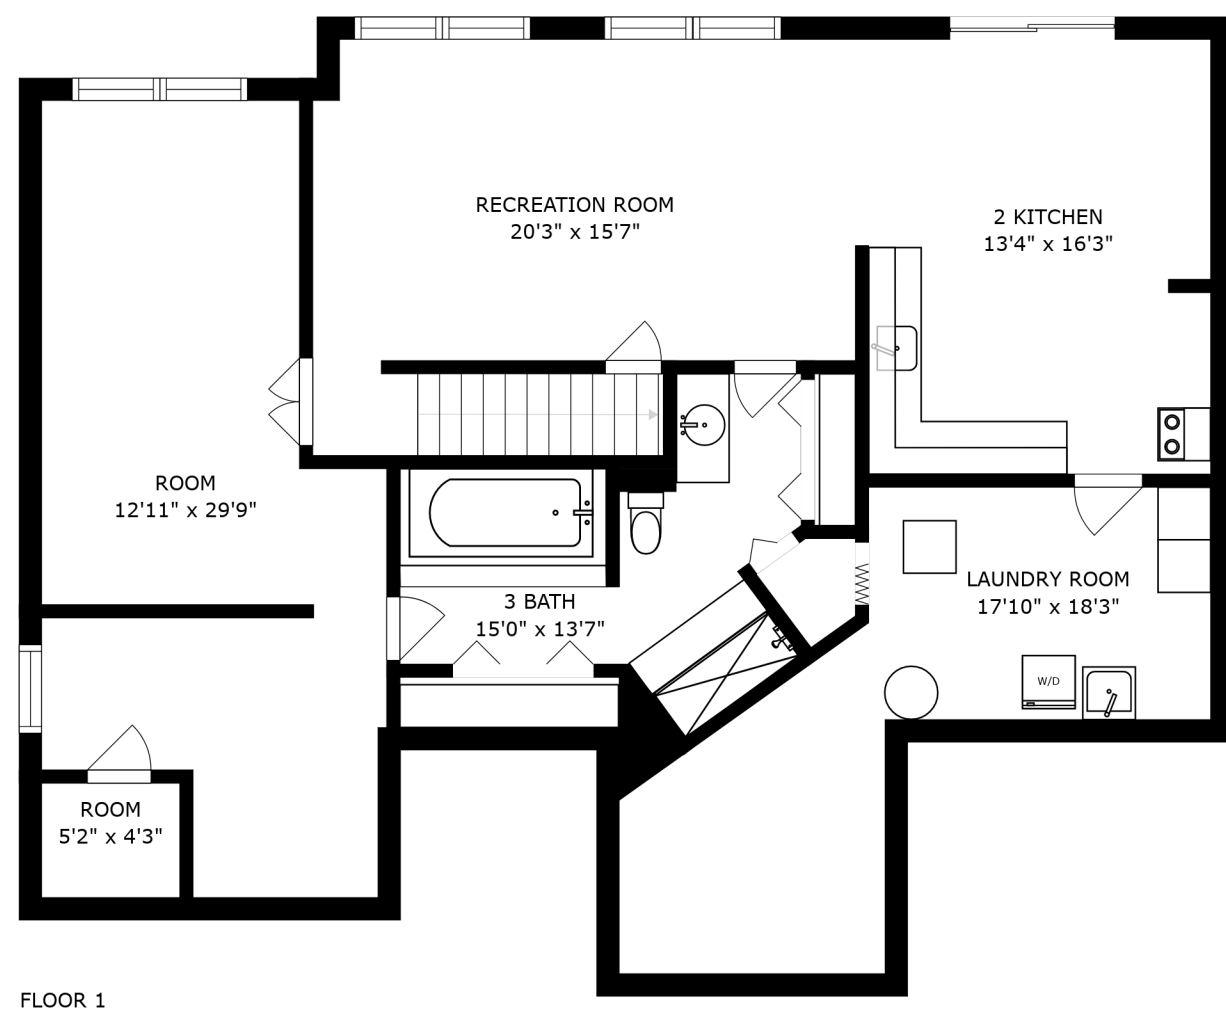 RECREATION ROOM
20'3" x 15'7"
2 KITCHEN
13'4" x 16'3"
ROOM
12'11" x 29'9"
LAUNDRY ROOM
17'10" x 18'3"
3 BATH
15'0" x 13'7"
W/D
ROOM
5'2" x 4'3"
FLOOR 1